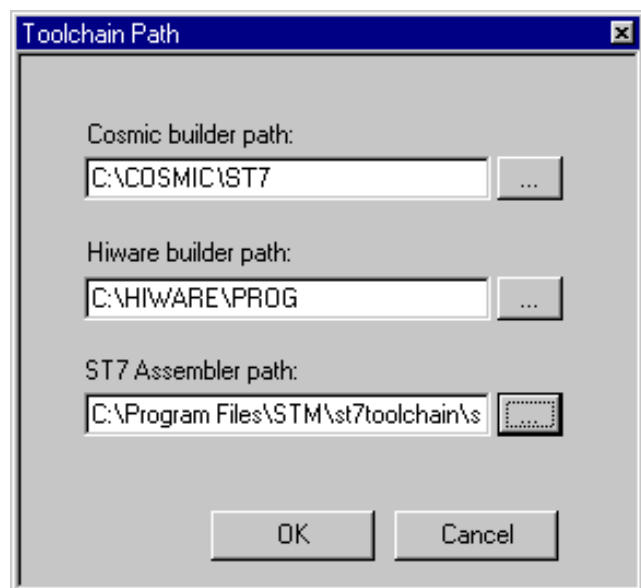 Toolchain Path
Cosmic builder path:
C:\COSMIC\ST7
...
Hiware builder path:
C:\HIWARE\PROG
...
ST7 Assembler path:
C:\Program Files\STM\st7toolchain\s
...
OK
Cancel